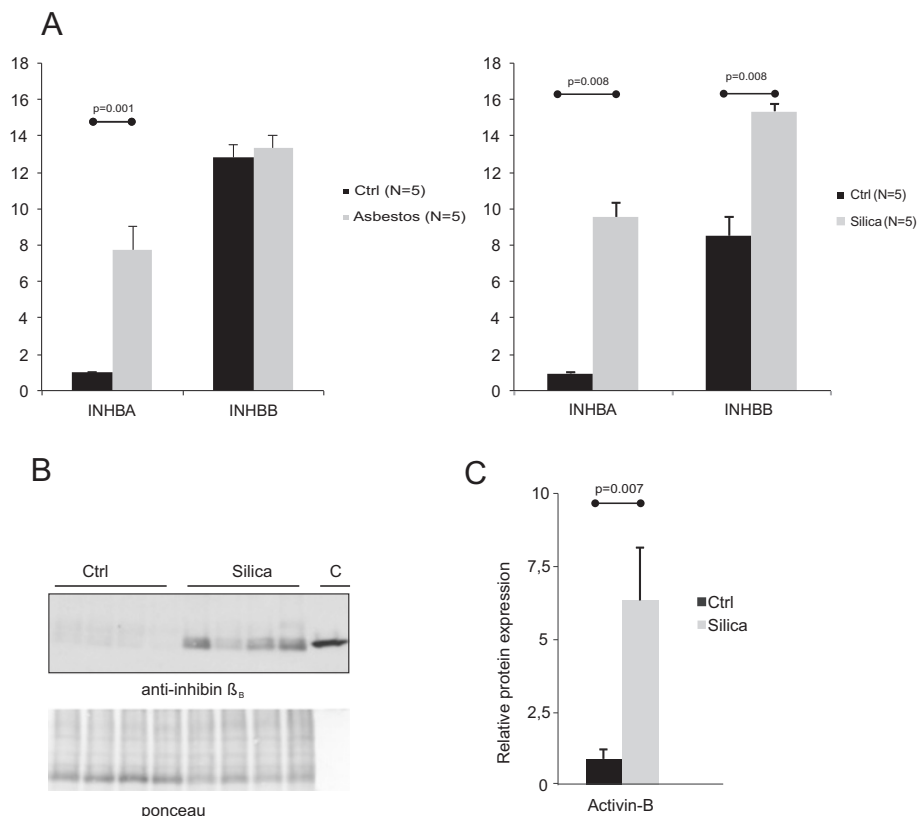 A
18
16
14
12
10
8
6
4
2
0
p=0.001
INHBA
INHBB
Ctrl (N=5)
Asbestos (N=5)
18
16
14
12
10
8
6
4
2
0
p=0.008
p=0.008
INHBA
INHBB
Ctrl (N=5)
Silica (N=5)
B
Ctrl
Silica
C
anti-inhibin ß_B
ponceau
C
Relative protein expression
10
7,5
5
2,5
0
p=0.007
Activin-B
Ctrl
Silica